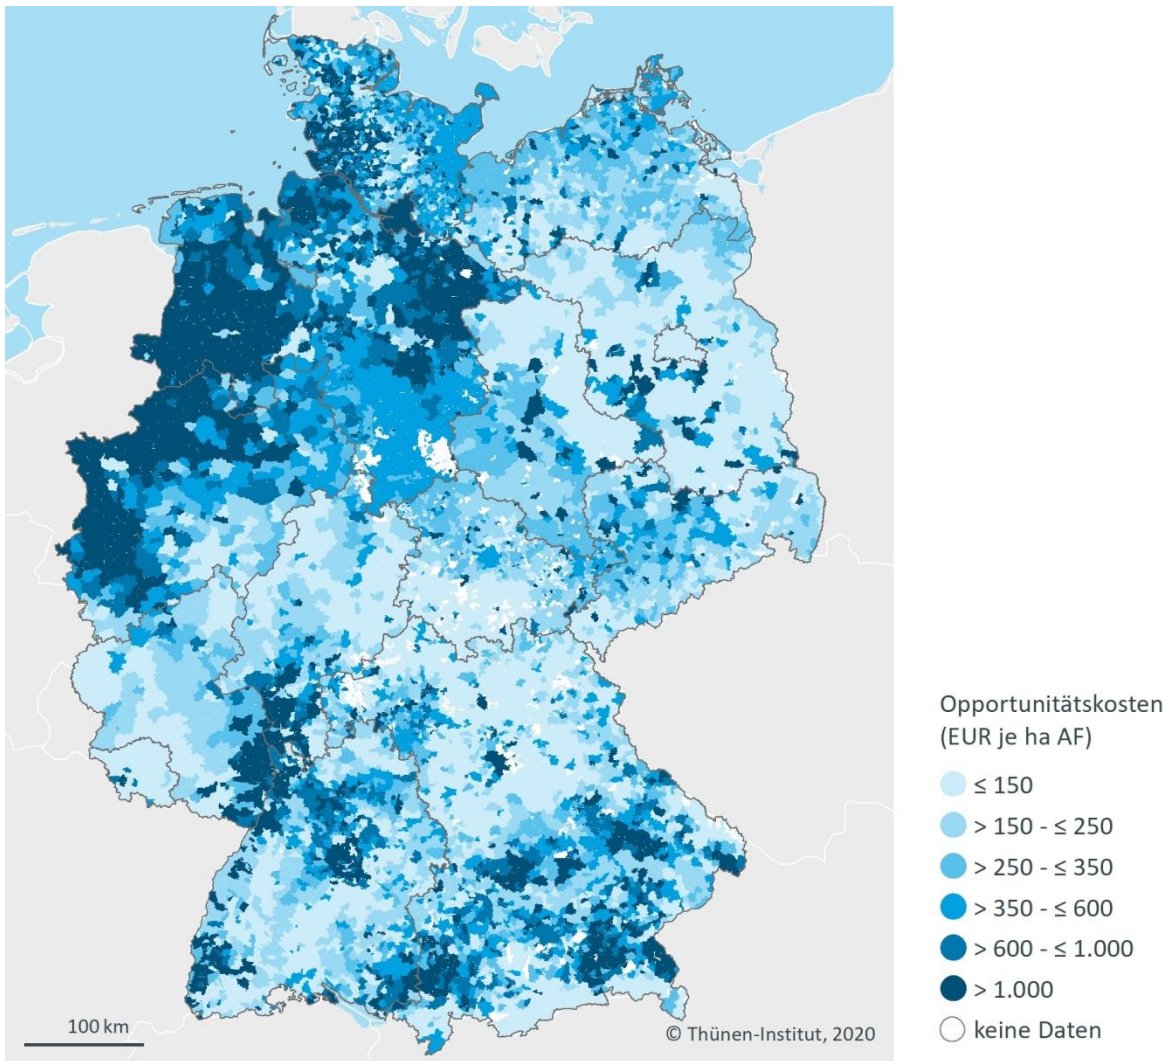 Opportunitätskosten
(EUR je ha AF)
≤ 150
> 150 - ≤ 250
> 250 - ≤ 350
> 350 - ≤ 600
> 600 - ≤ 1.000
> 1.000
keine Daten
100 km
© Thünen-Institut, 2020